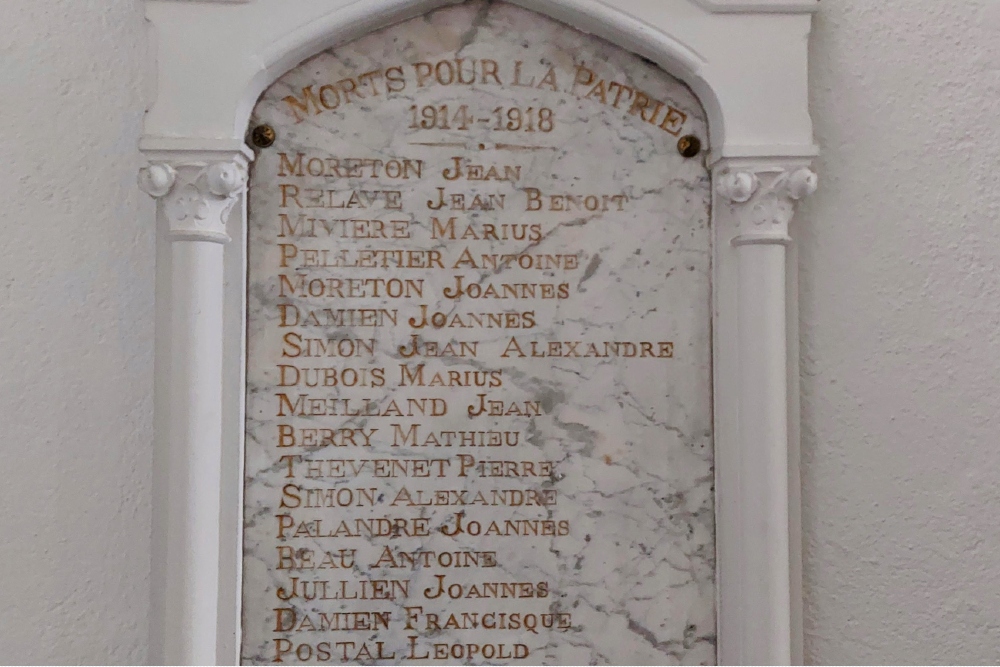 MORTS POUR LA PATRIE
1914-1918
MORETON JEAN
RELAVE JEAN BENOIT
MIVIERE MARIUS
PELLETIER ANTOINE
MORETON JOANNES
DAMIEN JOANNES
SIMON JEAN ALEXANDRE
DUBOIS MARIUS
MEILLAND JEAN
BERRY MATHIEU
THEVENET PIERRE
SIMON ALEXANDRE
PALANDRE JOANNES
BEAU ANTOINE
JULLIEN JOANNES
DAMIEN FRANCISQUE
POSTAL LEOPOLD